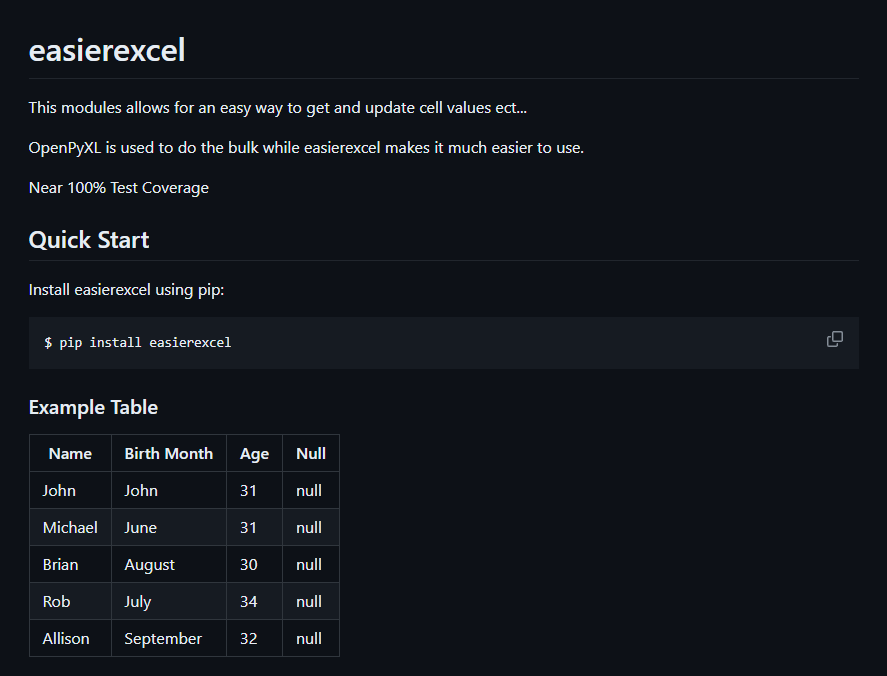 easierexcel
This modules allows for an easy way to get and update cell values ect...
OpenPyXL is used to do the bulk while easierexcel makes it much easier to use.
Near 100% Test Coverage
Quick Start
Install easierexcel using pip:
$ pip install easierexcel
Example Table
Name Birth Month Age Null
John John 31 null
Michael June 31 null
Brian August 30 null
Rob July 34 null
Allison September 32 null